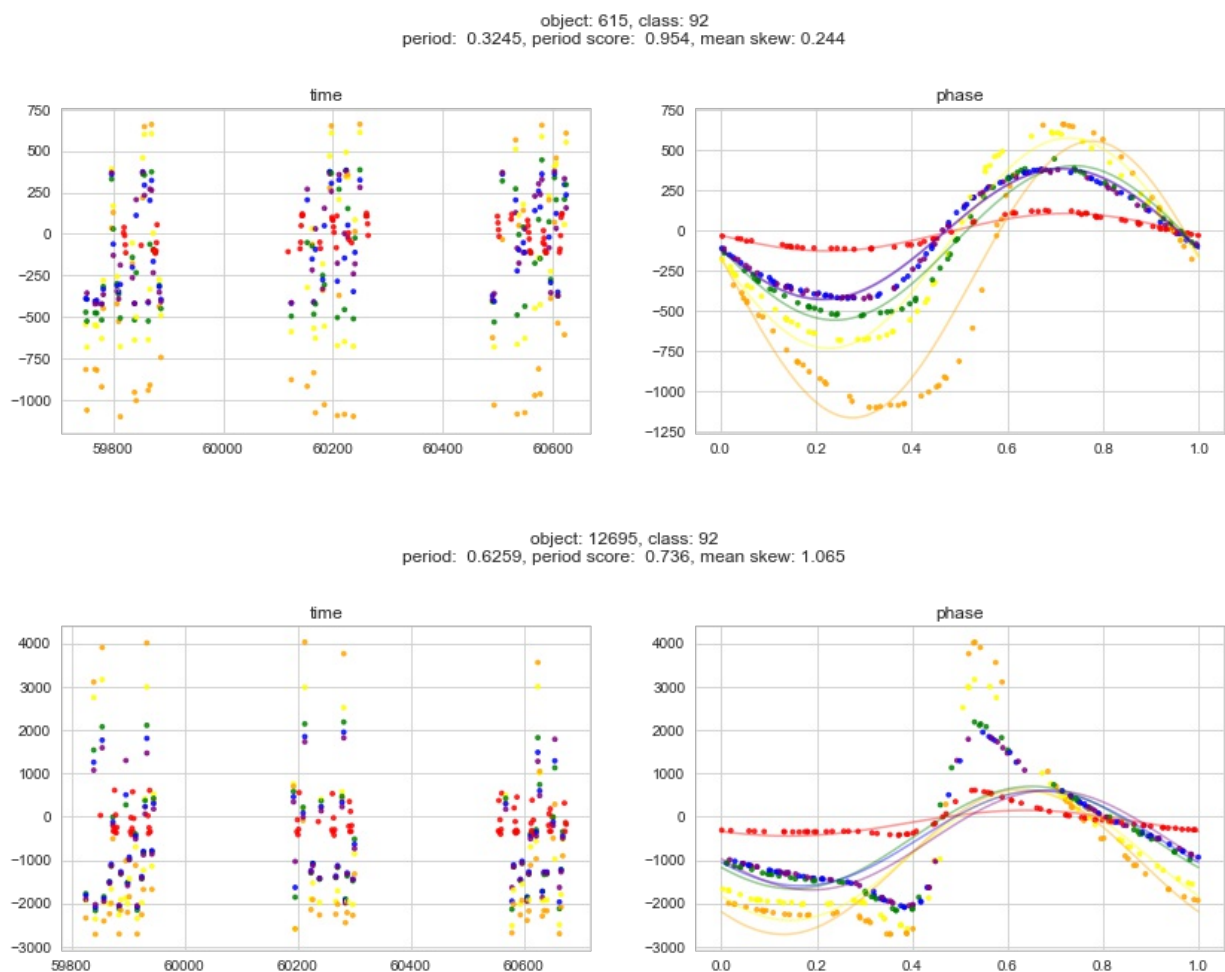 object: 615, class: 92
period:  0.3245, period score:  0.954, mean skew: 0.244
time
phase
750
500
250
0
−250
−500
−750
−1000
59800 60000 60200 60400 60600
750
500
250
0
−250
−500
−750
−1000
−1250
0.0 0.2 0.4 0.6 0.8 1.0
object: 12695, class: 92
period:  0.6259, period score:  0.736, mean skew: 1.065
time
phase
4000
3000
2000
1000
0
−1000
−2000
−3000
59800 60000 60200 60400 60600
4000
3000
2000
1000
0
−1000
−2000
−3000
0.0 0.2 0.4 0.6 0.8 1.0